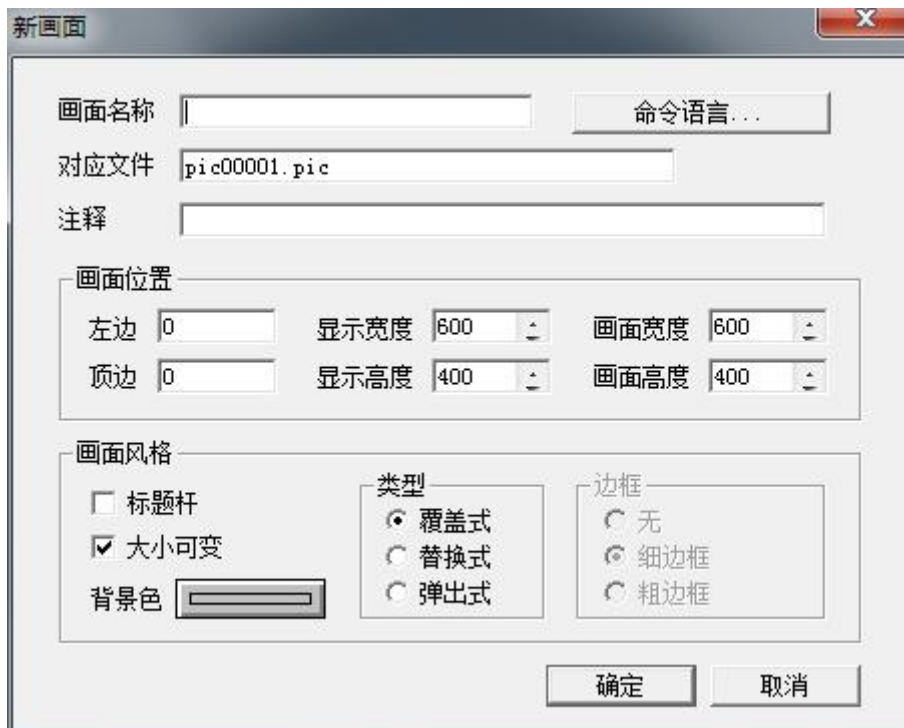 新画面
画面名称 命令语言...
对应文件 pic00001.pic
注释
画面位置
左边 0 显示宽度 600 画面宽度 600
顶边 0 显示高度 400 画面高度 400
画面风格
标题杆
大小可变
背景色
类型
覆盖式
替换式
弹出式
边框
无
细边框
粗边框
确定 取消